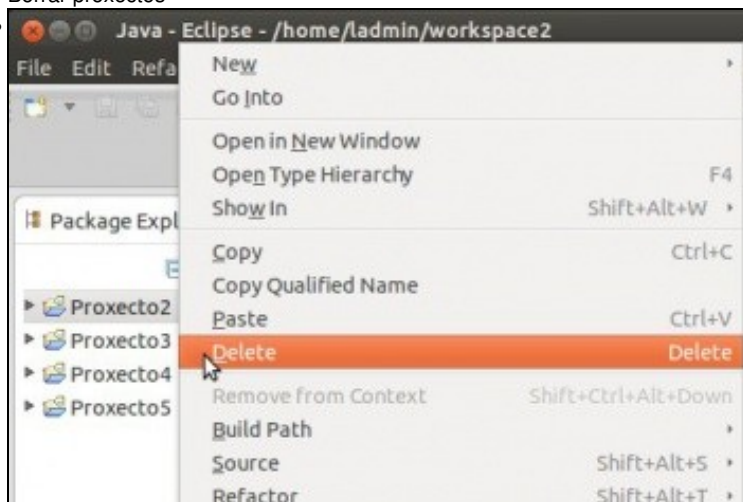 Borrar proxectos
Java - Eclipse - /home/ladmin/workspace2
File Edit Refa
New
Go Into
Open in New Window
Open Type Hierarchy F4
Show In Shift+Alt+W
Package Expl
Copy Ctrl+C
Copy Qualified Name
Proxecto2
Paste Ctrl+V
Proxecto3
Delete Delete
Proxecto4
Remove from Context Shift+Ctrl+Alt+Down
Proxecto5
Build Path
Source Shift+Alt+S
Refactor Shift+Alt+T